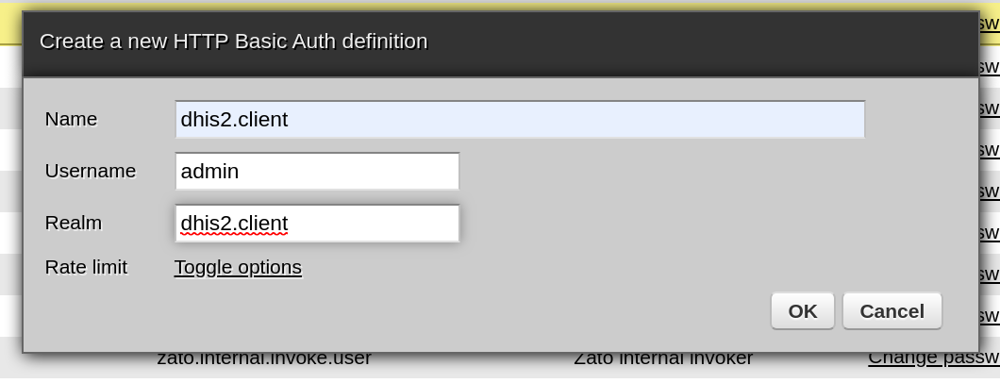 Create a new HTTP Basic Auth definition
Name dhis2.client
Username admin
Realm dhis2.client
Rate limit Toggle options
OK Cancel
zato.internal.invoke.user Zato internal invoker Change passw